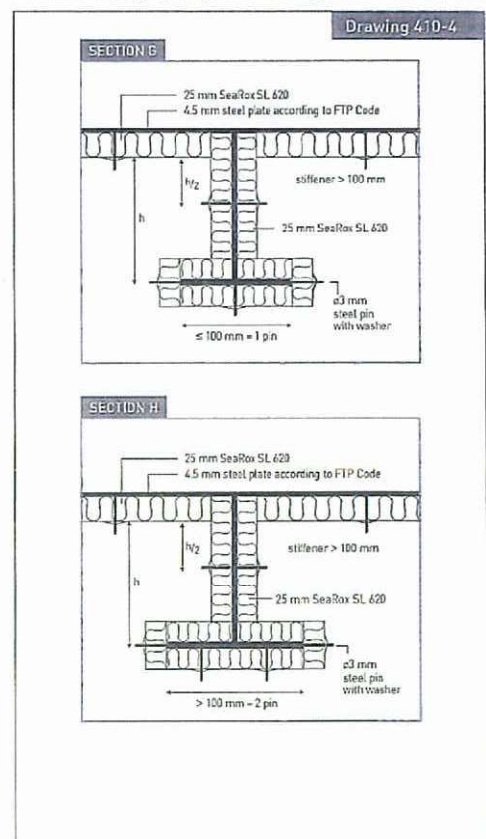 Drawing 410-4
SECTION G
25 mm SeaRox SL 620
4.5 mm steel plate according to FTP Code
h/2
stiffener > 100 mm
h
25 mm SeaRox SL 620
ø3 mm
steel pin
with washer
≤ 100 mm = 1 pin
SECTION H
25 mm SeaRox SL 620
4.5 mm steel plate according to FTP Code
h/2
stiffener > 100 mm
h
25 mm SeaRox SL 620
ø3 mm
steel pin
with washer
> 100 mm = 2 pin